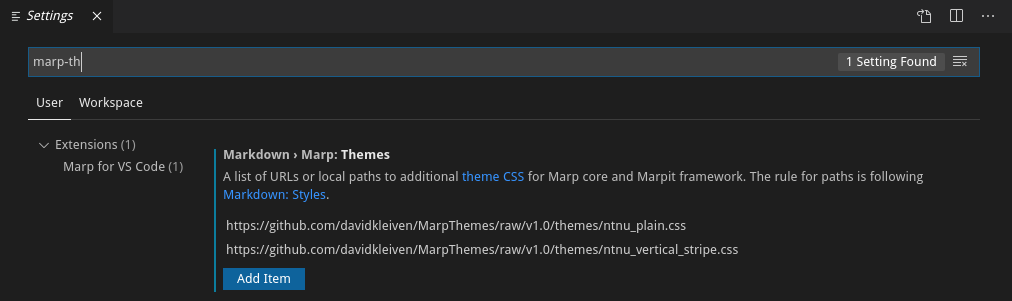 Settings
marp-th
1 Setting Found
User Workspace
Extensions (1)
Marp for VS Code (1)
Markdown › Marp: Themes
A list of URLs or local paths to additional theme CSS for Marp core and Marpit framework. The rule for paths is following
Markdown: Styles.
https://github.com/davidkleiven/MarpThemes/raw/v1.0/themes/ntnu_plain.css
https://github.com/davidkleiven/MarpThemes/raw/v1.0/themes/ntnu_vertical_stripe.css
Add Item